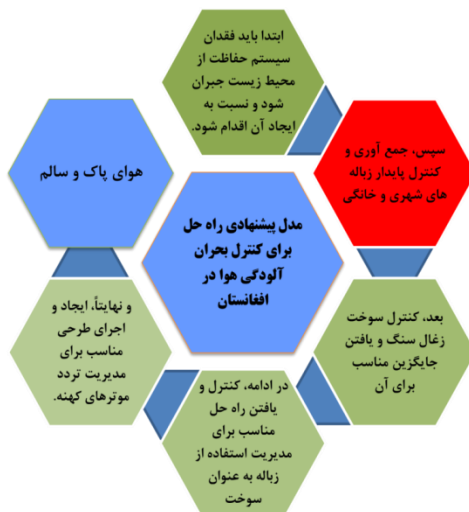 ابتدا باید فقدان
سیستم حفاظت از
محیط زیست جبران
شود و نسبت به
ایجاد آن اقدام شود.
سپس، جمع آوری و
کنترل پایدار زباله
های شهری و خانگی
بعد، کنترل سوخت
زغال سنگ و یافتن
جایگزین مناسب
برای آن
در ادامه، کنترل و
یافتن راه حل
مناسب برای
مدیریت استفاده از
زباله به عنوان
سوخت
و نهایتاً، ایجاد و
اجرای طرحی
مناسب برای
مدیریت تردد
موترهای کهنه.
هوای پاک و سالم
مدل پیشنهادی راه حل
برای کنترل بحران
آلودگی هوا در
افغانستان